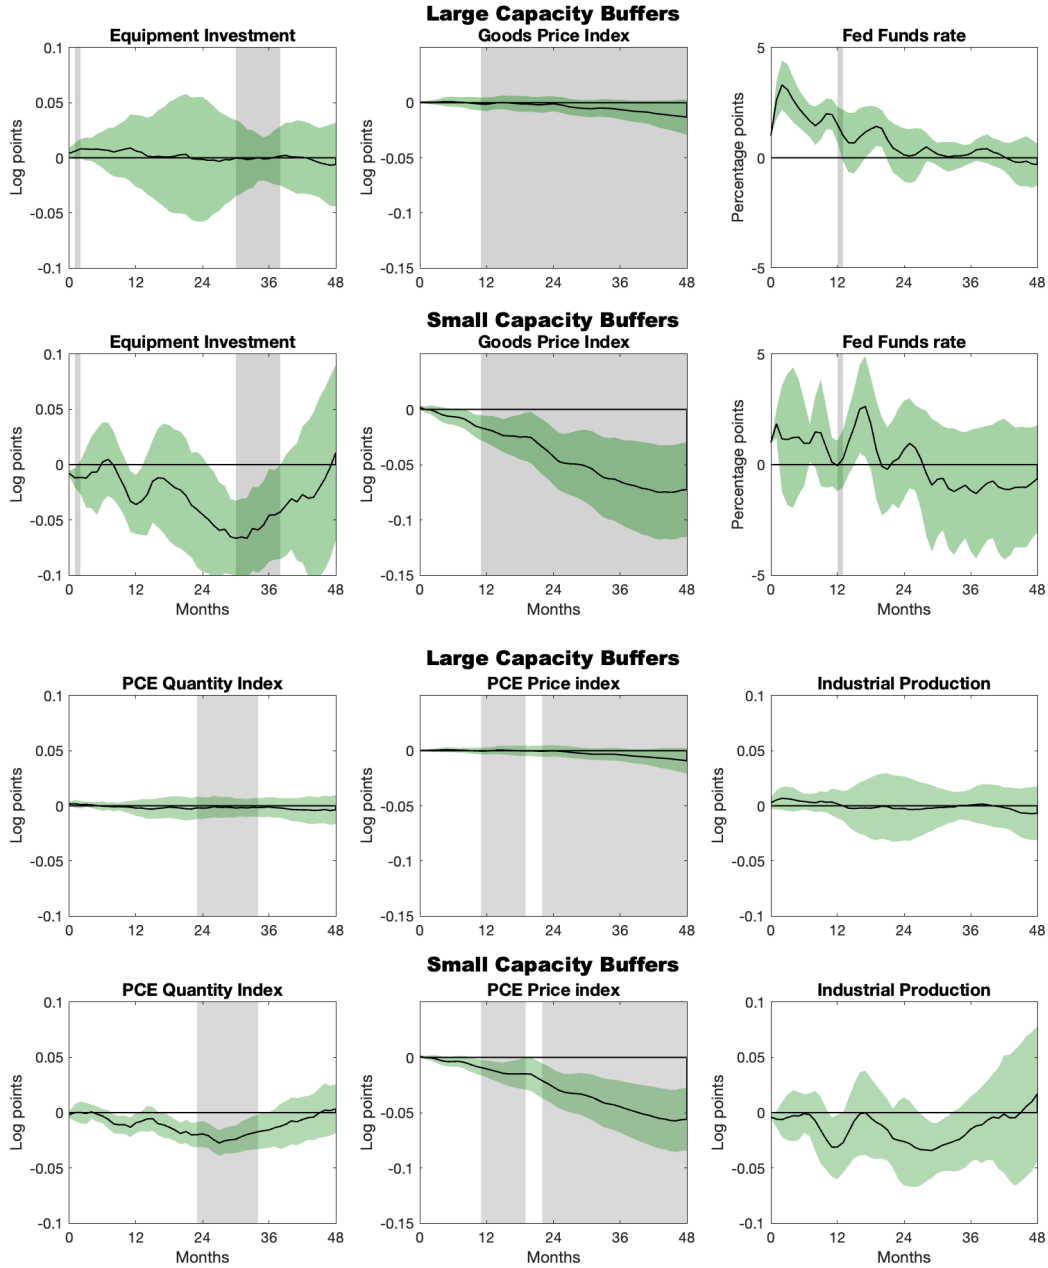 Large Capacity Buffers
Equipment Investment
Goods Price Index
Fed Funds rate
Log points
0.1
0.05
0
-0.05
-0.1
0 12 24 36 48
Log points
0
-0.05
-0.1
-0.15
0 12 24 36 48
Percentage points
5
0
-5
0 12 24 36 48
Small Capacity Buffers
Equipment Investment
Goods Price Index
Fed Funds rate
Log points
0.1
0.05
0
-0.05
-0.1
0 12 24 36 48
Months
Log points
0
-0.05
-0.1
-0.15
0 12 24 36 48
Months
Percentage points
5
0
-5
0 12 24 36 48
Months
Large Capacity Buffers
PCE Quantity Index
PCE Price index
Industrial Production
Log points
0.1
0.05
0
-0.05
-0.1
0 12 24 36 48
Log points
0
-0.05
-0.1
-0.15
0 12 24 36 48
Log points
0.1
0.05
0
-0.05
-0.1
0 12 24 36 48
Small Capacity Buffers
PCE Quantity Index
PCE Price index
Industrial Production
Log points
0.1
0.05
0
-0.05
-0.1
0 12 24 36 48
Months
Log points
0
-0.05
-0.1
-0.15
0 12 24 36 48
Months
Log points
0.1
0.05
0
-0.05
-0.1
0 12 24 36 48
Months